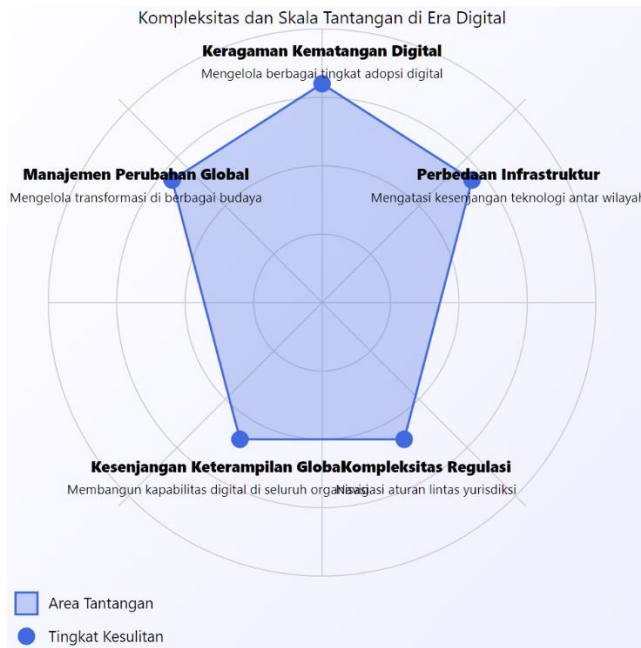 Kompleksitas dan Skala Tantangan di Era Digital
Keragaman Kematangan Digital
Mengelola berbagai tingkat adopsi digital
Manajemen Perubahan Global
Mengelola transformasi di berbagai budaya
Perbedaan Infrastruktur
Mengatasi kesenjangan teknologi antar wilayah
Kesenjangan Keterampilan Global
Membangun kapabilitas digital di seluruh organisasi
Kompleksitas Regulasi
Navigasi aturan lintas yurisdiksi
Area Tantangan
Tingkat Kesulitan